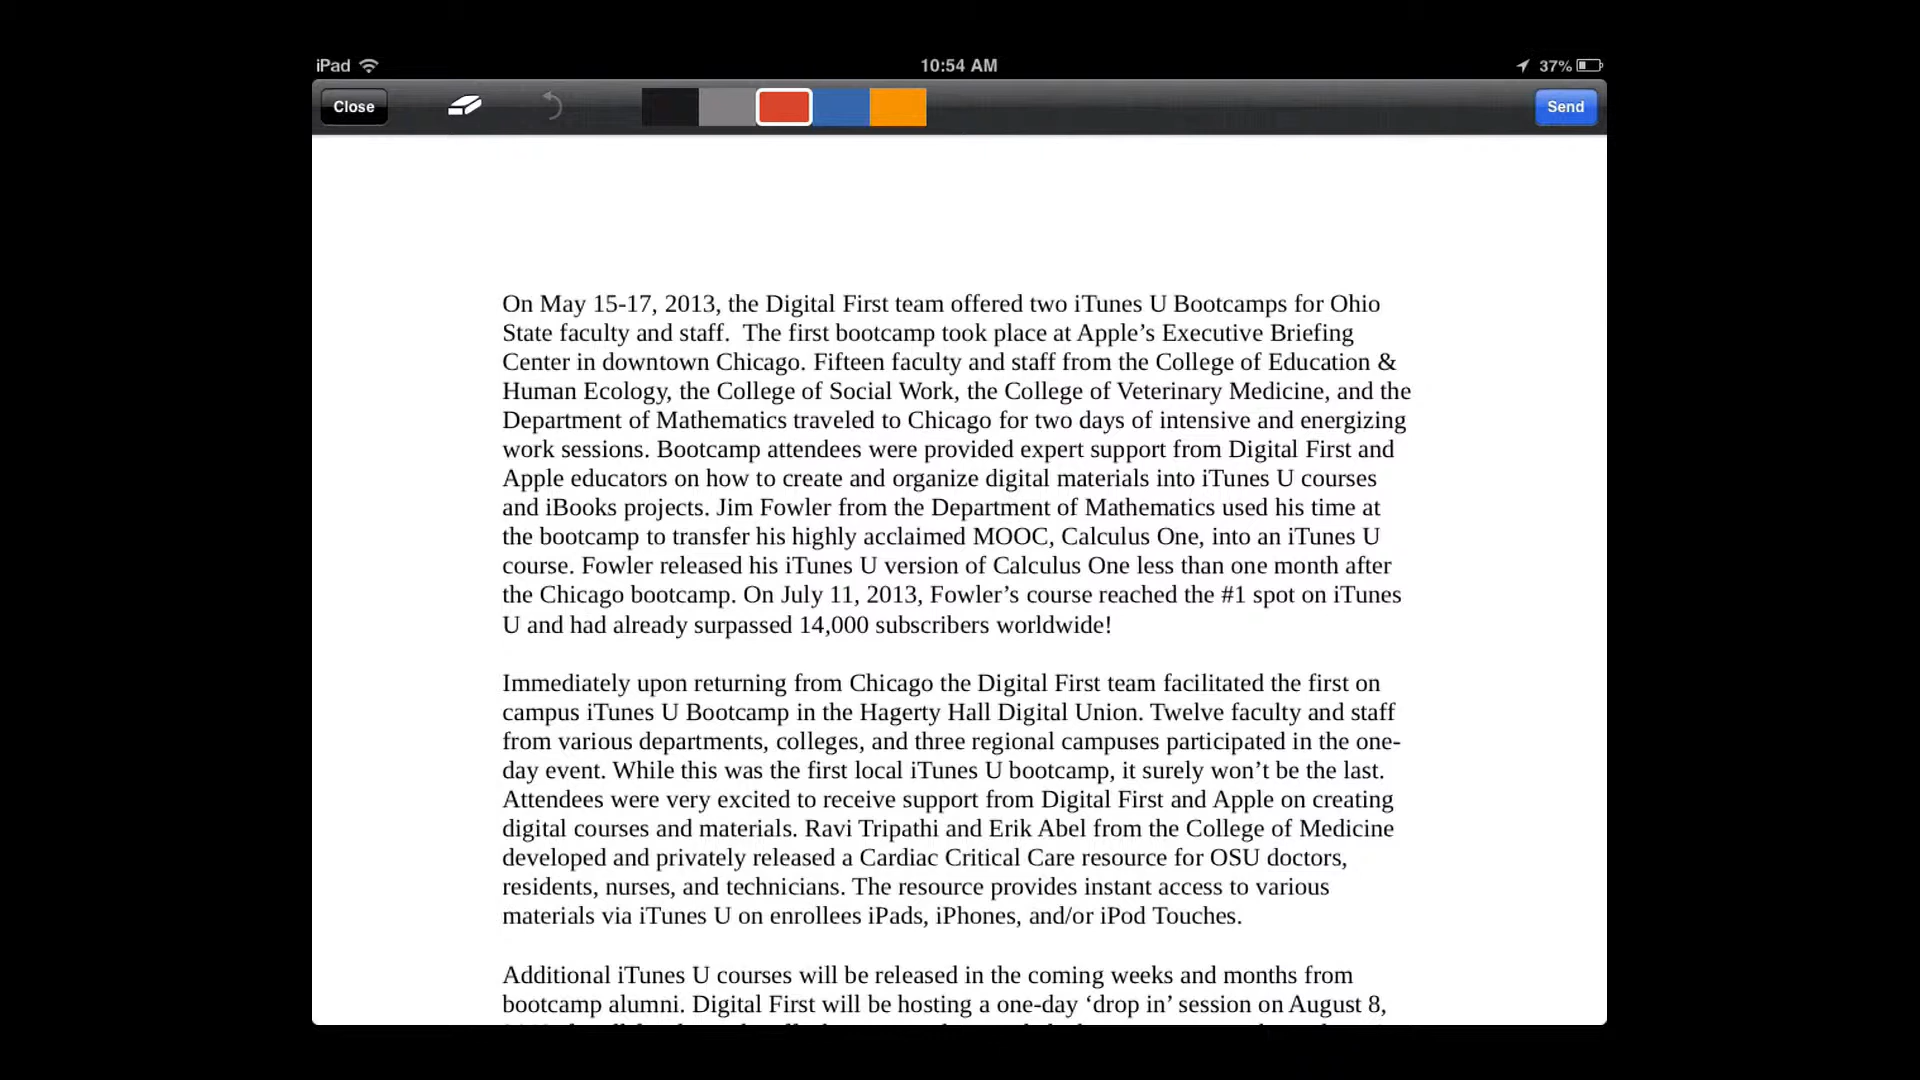 iPad
10:54 AM
37%
Close
Send
On May 15-17, 2013, the Digital First team offered two iTunes U Bootcamps for Ohio
State faculty and staff.  The first bootcamp took place at Apple’s Executive Briefing
Center in downtown Chicago. Fifteen faculty and staff from the College of Education &
Human Ecology, the College of Social Work, the College of Veterinary Medicine, and the
Department of Mathematics traveled to Chicago for two days of intensive and energizing
work sessions. Bootcamp attendees were provided expert support from Digital First and
Apple educators on how to create and organize digital materials into iTunes U courses
and iBooks projects. Jim Fowler from the Department of Mathematics used his time at
the bootcamp to transfer his highly acclaimed MOOC, Calculus One, into an iTunes U
course. Fowler released his iTunes U version of Calculus One less than one month after
the Chicago bootcamp. On July 11, 2013, Fowler’s course reached the #1 spot on iTunes
U and had already surpassed 14,000 subscribers worldwide!
Immediately upon returning from Chicago the Digital First team facilitated the first on
campus iTunes U Bootcamp in the Hagerty Hall Digital Union. Twelve faculty and staff
from various departments, colleges, and three regional campuses participated in the one-
day event. While this was the first local iTunes U bootcamp, it surely won’t be the last.
Attendees were very excited to receive support from Digital First and Apple on creating
digital courses and materials. Ravi Tripathi and Erik Abel from the College of Medicine
developed and privately released a Cardiac Critical Care resource for OSU doctors,
residents, nurses, and technicians. The resource provides instant access to various
materials via iTunes U on enrollees iPads, iPhones, and/or iPod Touches.
Additional iTunes U courses will be released in the coming weeks and months from
bootcamp alumni. Digital First will be hosting a one-day ‘drop in’ session on August 8,